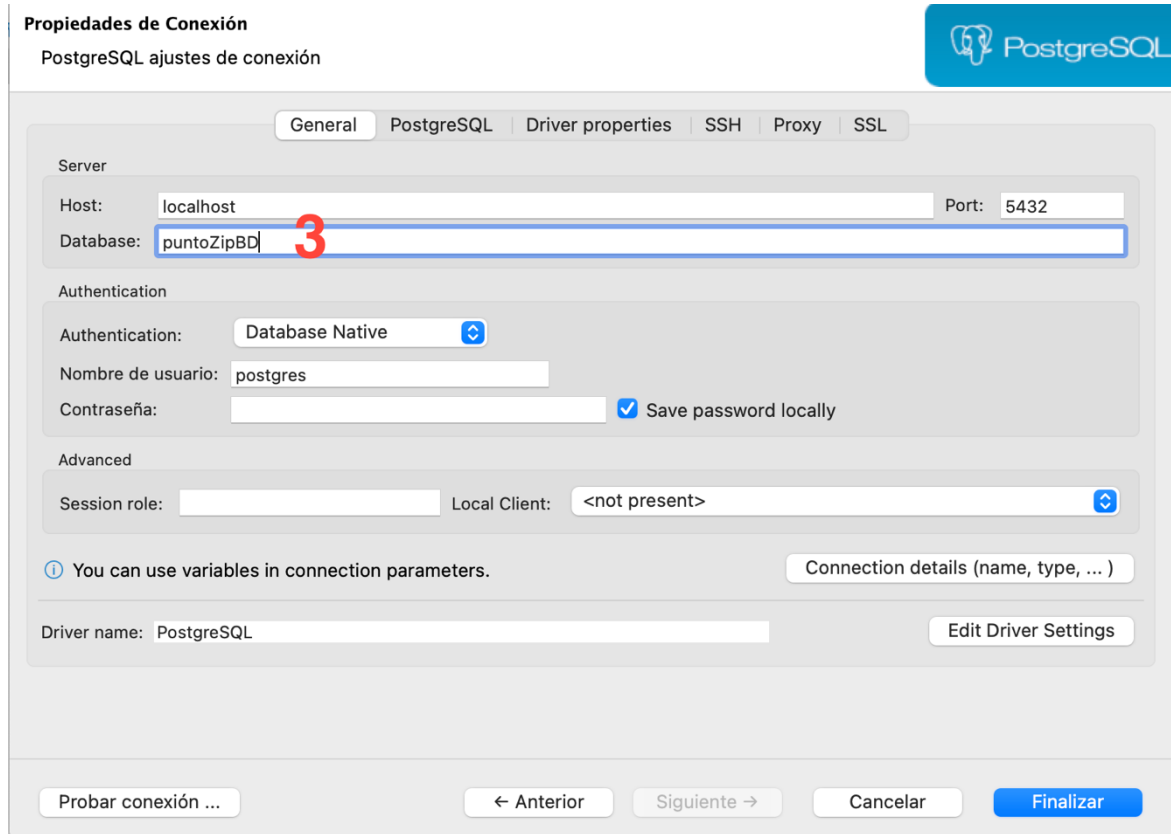 Propiedades de Conexión
PostgreSQL ajustes de conexión
PostgreSQL
General PostgreSQL Driver properties SSH Proxy SSL
Server
Host: localhost Port: 5432
Database: puntoZipBD 3
Authentication
Authentication: Database Native
Nombre de usuario: postgres
Contraseña: Save password locally
Advanced
Session role: Local Client: <not present>
You can use variables in connection parameters. Connection details (name, type, ... )
Driver name: PostgreSQL Edit Driver Settings
Probar conexión ... ← Anterior Siguiente → Cancelar Finalizar